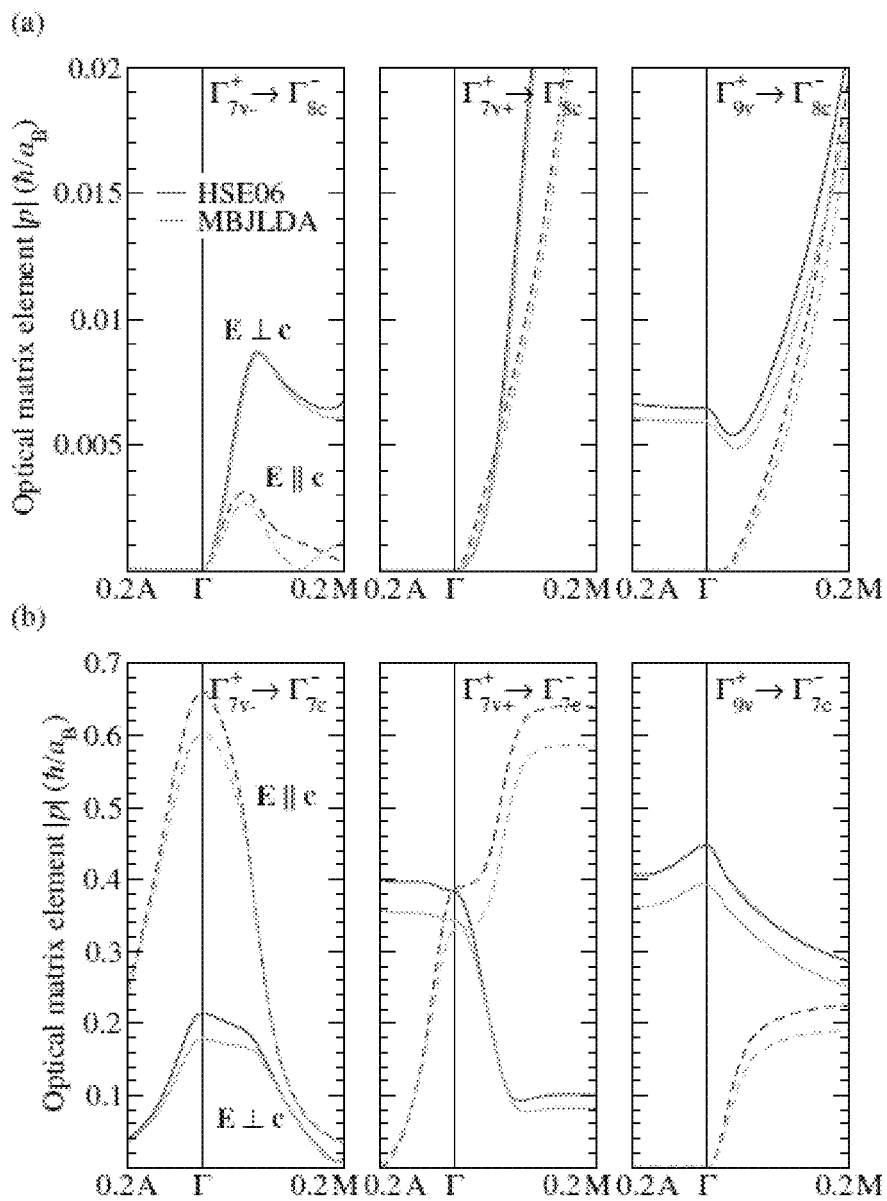 (a)
Optical matrix element |p| (ħ/a_B)
0.02
0.015
0.01
0.005
Γ⁺₇ᵥ₋ → Γ⁻₈c
Γ⁺₇ᵥ₊ → Γ⁻₈c
Γ⁺₉ᵥ → Γ⁻₈c
HSE06
MBJLDA
E ⊥ c
E ∥ c
0.2A Γ 0.2M 0.2A Γ 0.2M 0.2A Γ 0.2M
(b)
Optical matrix element |p| (ħ/a_B)
0.7
0.6
0.5
0.4
0.3
0.2
0.1
Γ⁺₇ᵥ₋ → Γ⁻₇c
Γ⁺₇ᵥ₊ → Γ⁻₇c
Γ⁺₉ᵥ → Γ⁻₇c
E ∥ c
E ⊥ c
0.2A Γ 0.2M 0.2A Γ 0.2M 0.2A Γ 0.2M